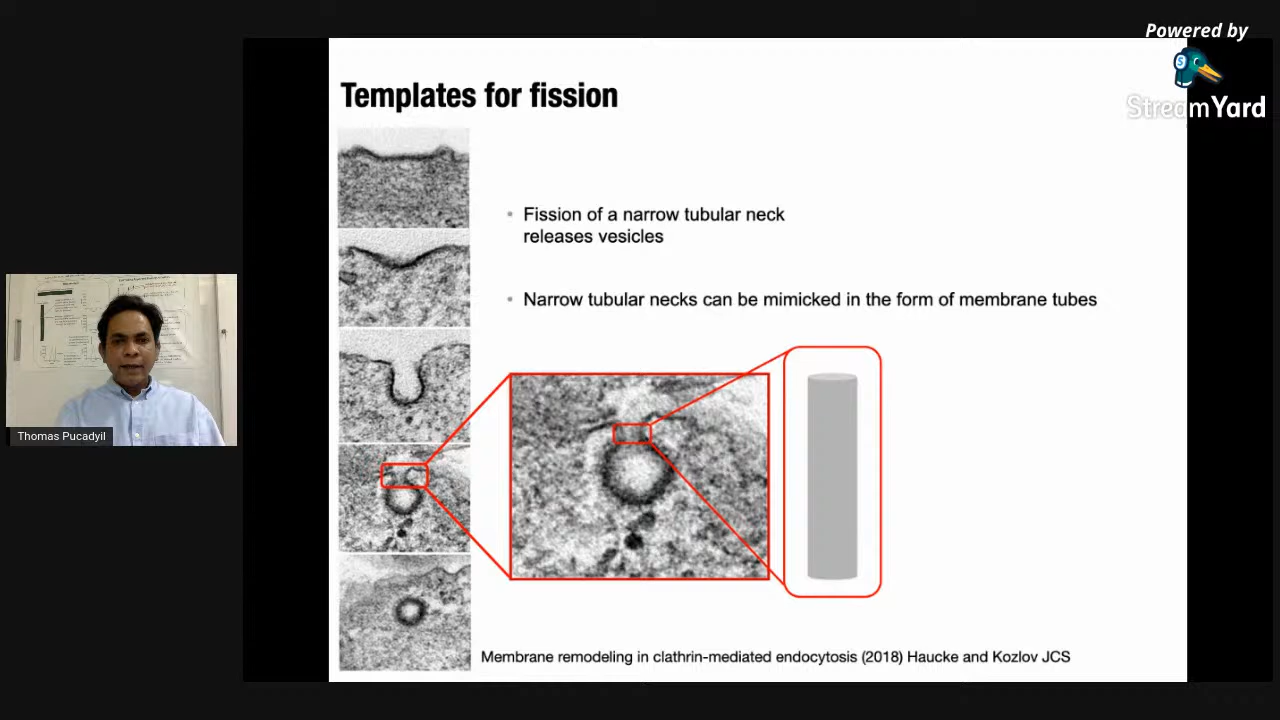 Powered by
StreamYard
Templates for fission
Fission of a narrow tubular neck
releases vesicles
Narrow tubular necks can be mimicked in the form of membrane tubes
Thomas Pucadyil
Membrane remodeling in clathrin-mediated endocytosis (2018) Haucke and Kozlov JCS